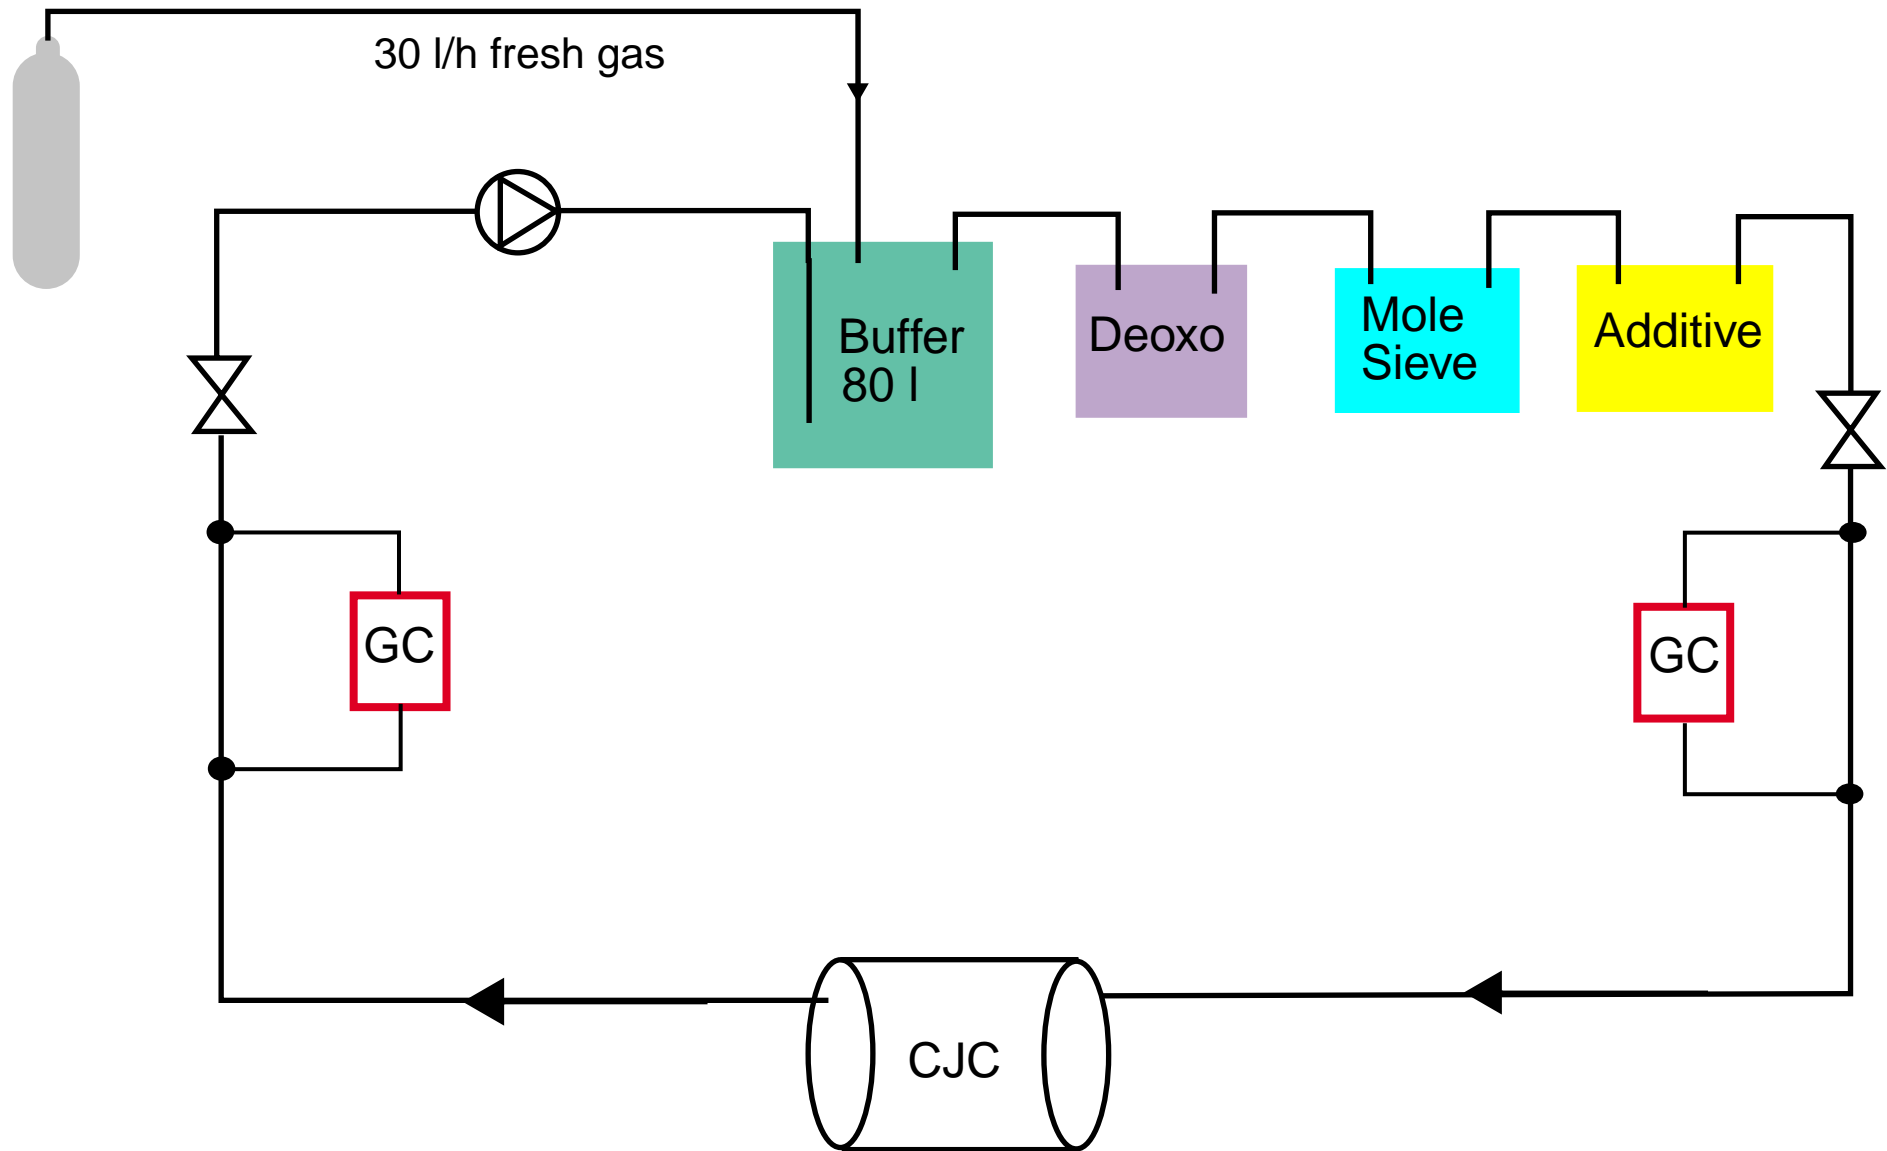 30 l/h fresh gas
Buffer
80 l
Deoxo
Mole
Sieve
Additive
GC
GC
CJC